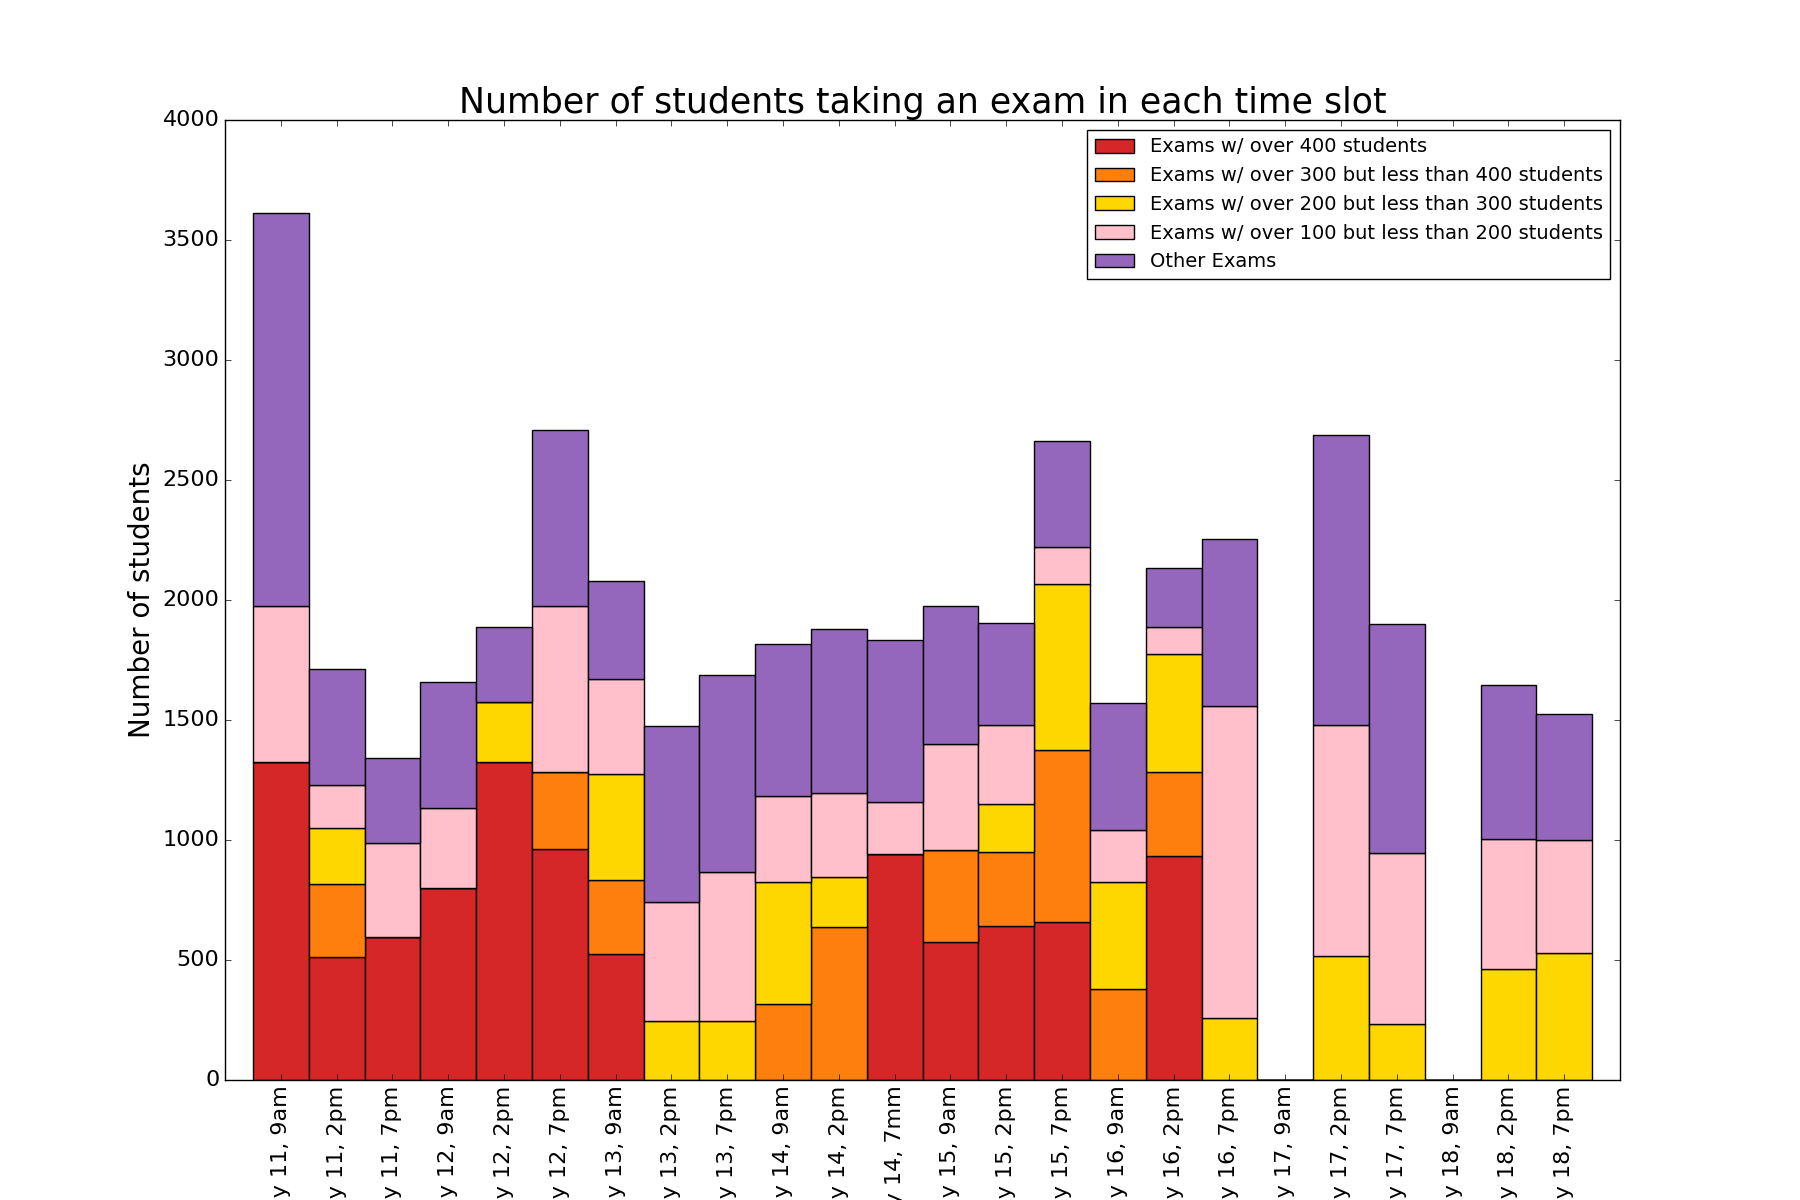 Number of students taking an exam in each time slot
4000
3500
3000
2500
2000
1500
1000
500
0
Number of students
Exams w/ over 400 students
Exams w/ over 300 but less than 400 students
Exams w/ over 200 but less than 300 students
Exams w/ over 100 but less than 200 students
Other Exams
y 11, 9am
y 11, 2pm
y 11, 7pm
y 12, 9am
y 12, 2pm
y 12, 7pm
y 13, 9am
y 13, 2pm
y 13, 7pm
y 14, 9am
y 14, 2pm
y 14, 7mm
y 15, 9am
y 15, 2pm
y 15, 7pm
y 16, 9am
y 16, 2pm
y 16, 7pm
y 17, 9am
y 17, 2pm
y 17, 7pm
y 18, 9am
y 18, 2pm
y 18, 7pm